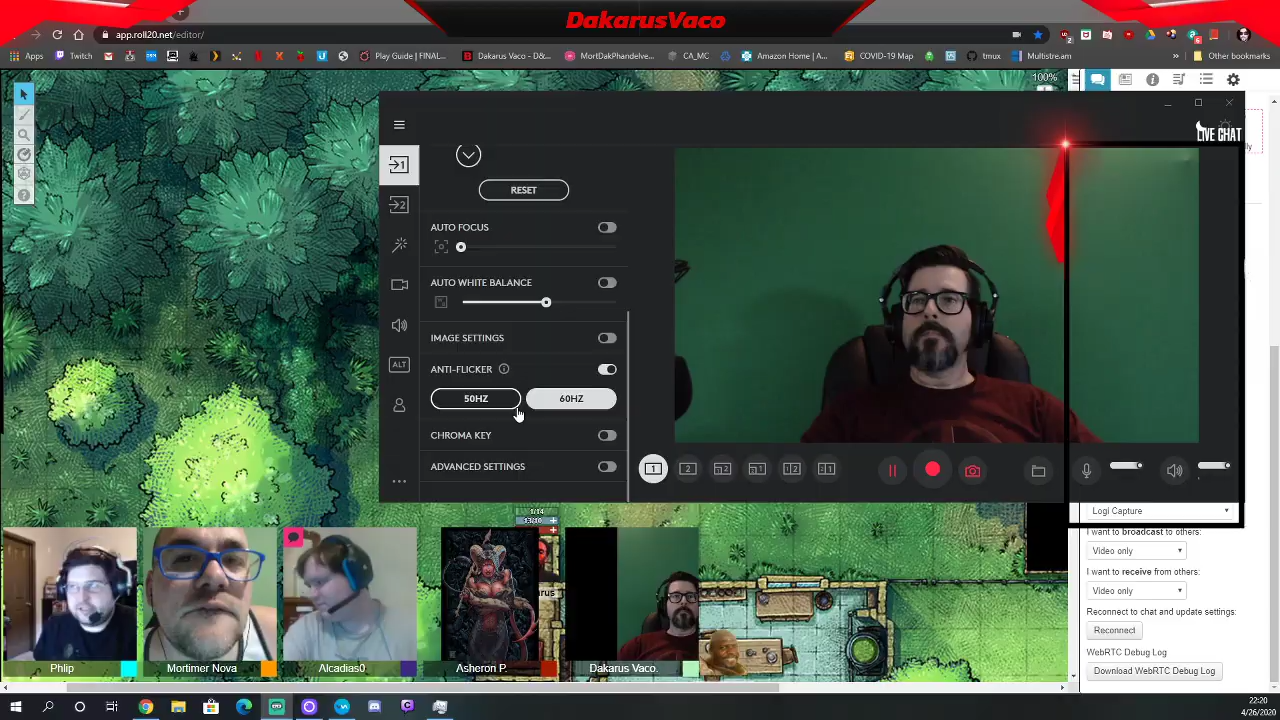 DakarusVaco
app.roll20.net/editor/
Apps
Twitch
Play Guide | FINAL...
Dakarus Vaco - D&...
MortDakPhandelve...
CA_MC
Amazon Home | A...
COVID-19 Map
tmux
Multistre.am
Other bookmarks
100%
LIVE CHAT
RESET
AUTO FOCUS
AUTO WHITE BALANCE
IMAGE SETTINGS
ANTI-FLICKER
50HZ
60HZ
CHROMA KEY
ADVANCED SETTINGS
ALT
Logi Capture
I want to broadcast to others:
Video only
I want to receive from others:
Video only
Reconnect to chat and update settings:
Reconnect
WebRTC Debug Log
Download WebRTC Debug Log
Phlip
Mortimer Nova
Alcadias0
Asheron P.
Dakarus Vaco.
22:20
4/26/2020